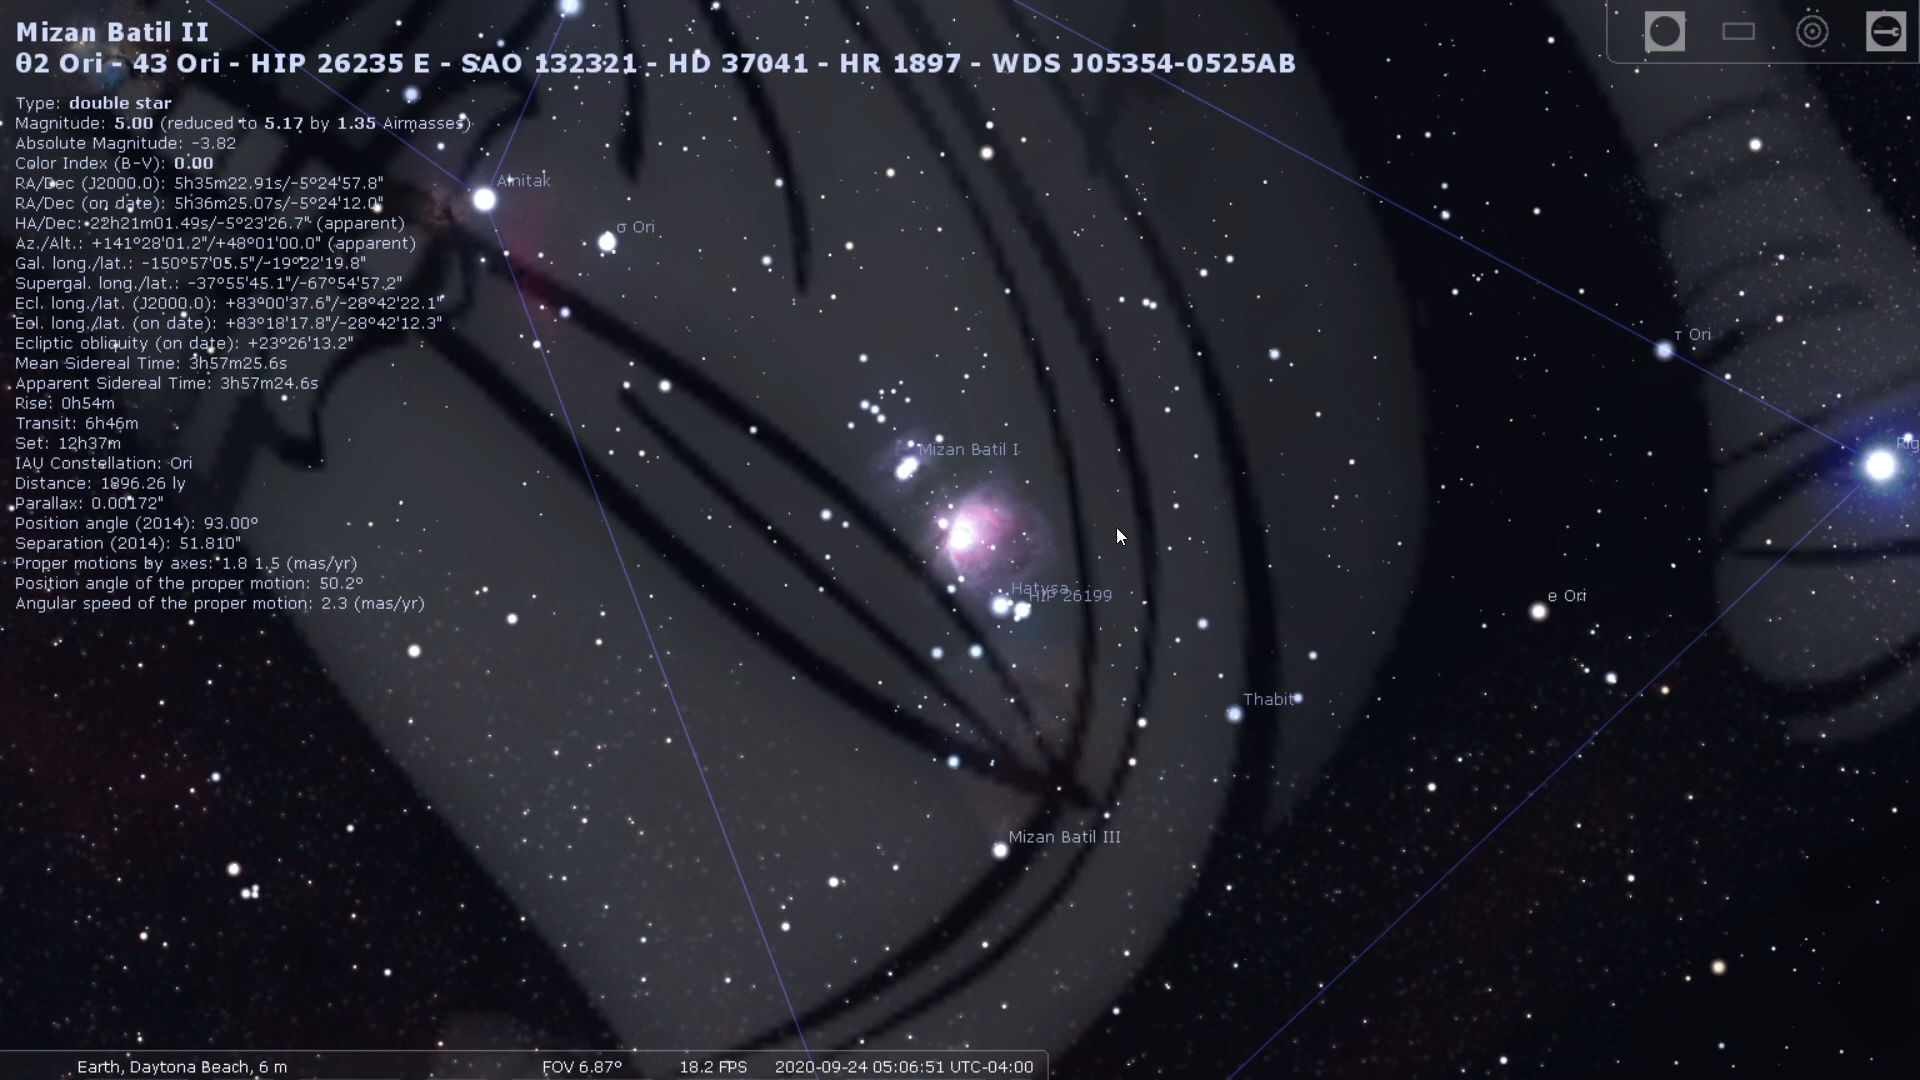 Mizan Batil II
θ2 Ori - 43 Ori - HIP 26235 E - SAO 132321 - HD 37041 - HR 1897 - WDS J05354-0525AB
Type: double star
Magnitude: 5.00 (reduced to 5.17 by 1.35 Airmasses)
Absolute Magnitude: -3.82
Color Index (B-V): 0.00
RA/Dec (J2000.0): 5h35m22.91s/-5°24'57.8"
RA/Dec (on date): 5h36m25.07s/-5°24'12.0"
HA/Dec: 22h21m01.49s/-5°23'26.7" (apparent)
Az./Alt.: +141°28'01.2"/+48°01'00.0" (apparent)
Gal. long./lat.: -150°57'05.5"/-19°22'19.8"
Supergal. long./lat.: -37°55'45.1"/-67°54'57.2"
Ecl. long./lat. (J2000.0): +83°00'37.6"/-28°42'22.1"
Ecl. long./lat. (on date): +83°18'17.8"/-28°42'12.3"
Ecliptic obliquity (on date): +23°26'13.2"
Mean Sidereal Time: 3h57m25.6s
Apparent Sidereal Time: 3h57m24.6s
Rise: 0h54m
Transit: 6h46m
Set: 12h37m
IAU Constellation: Ori
Distance: 1896.26 ly
Parallax: 0.00172"
Position angle (2014): 93.00°
Separation (2014): 51.810"
Proper motions by axes: 1.8 1.5 (mas/yr)
Position angle of the proper motion: 50.2°
Angular speed of the proper motion: 2.3 (mas/yr)
Alnitak
σ Ori
τ Ori
Rig
Mizan Batil I
Hatysa
HIP 26199
e Ori
Thabit
Mizan Batil III
Earth, Daytona Beach, 6 m
FOV 6.87°
18.2 FPS
2020-09-24 05:06:51 UTC-04:00